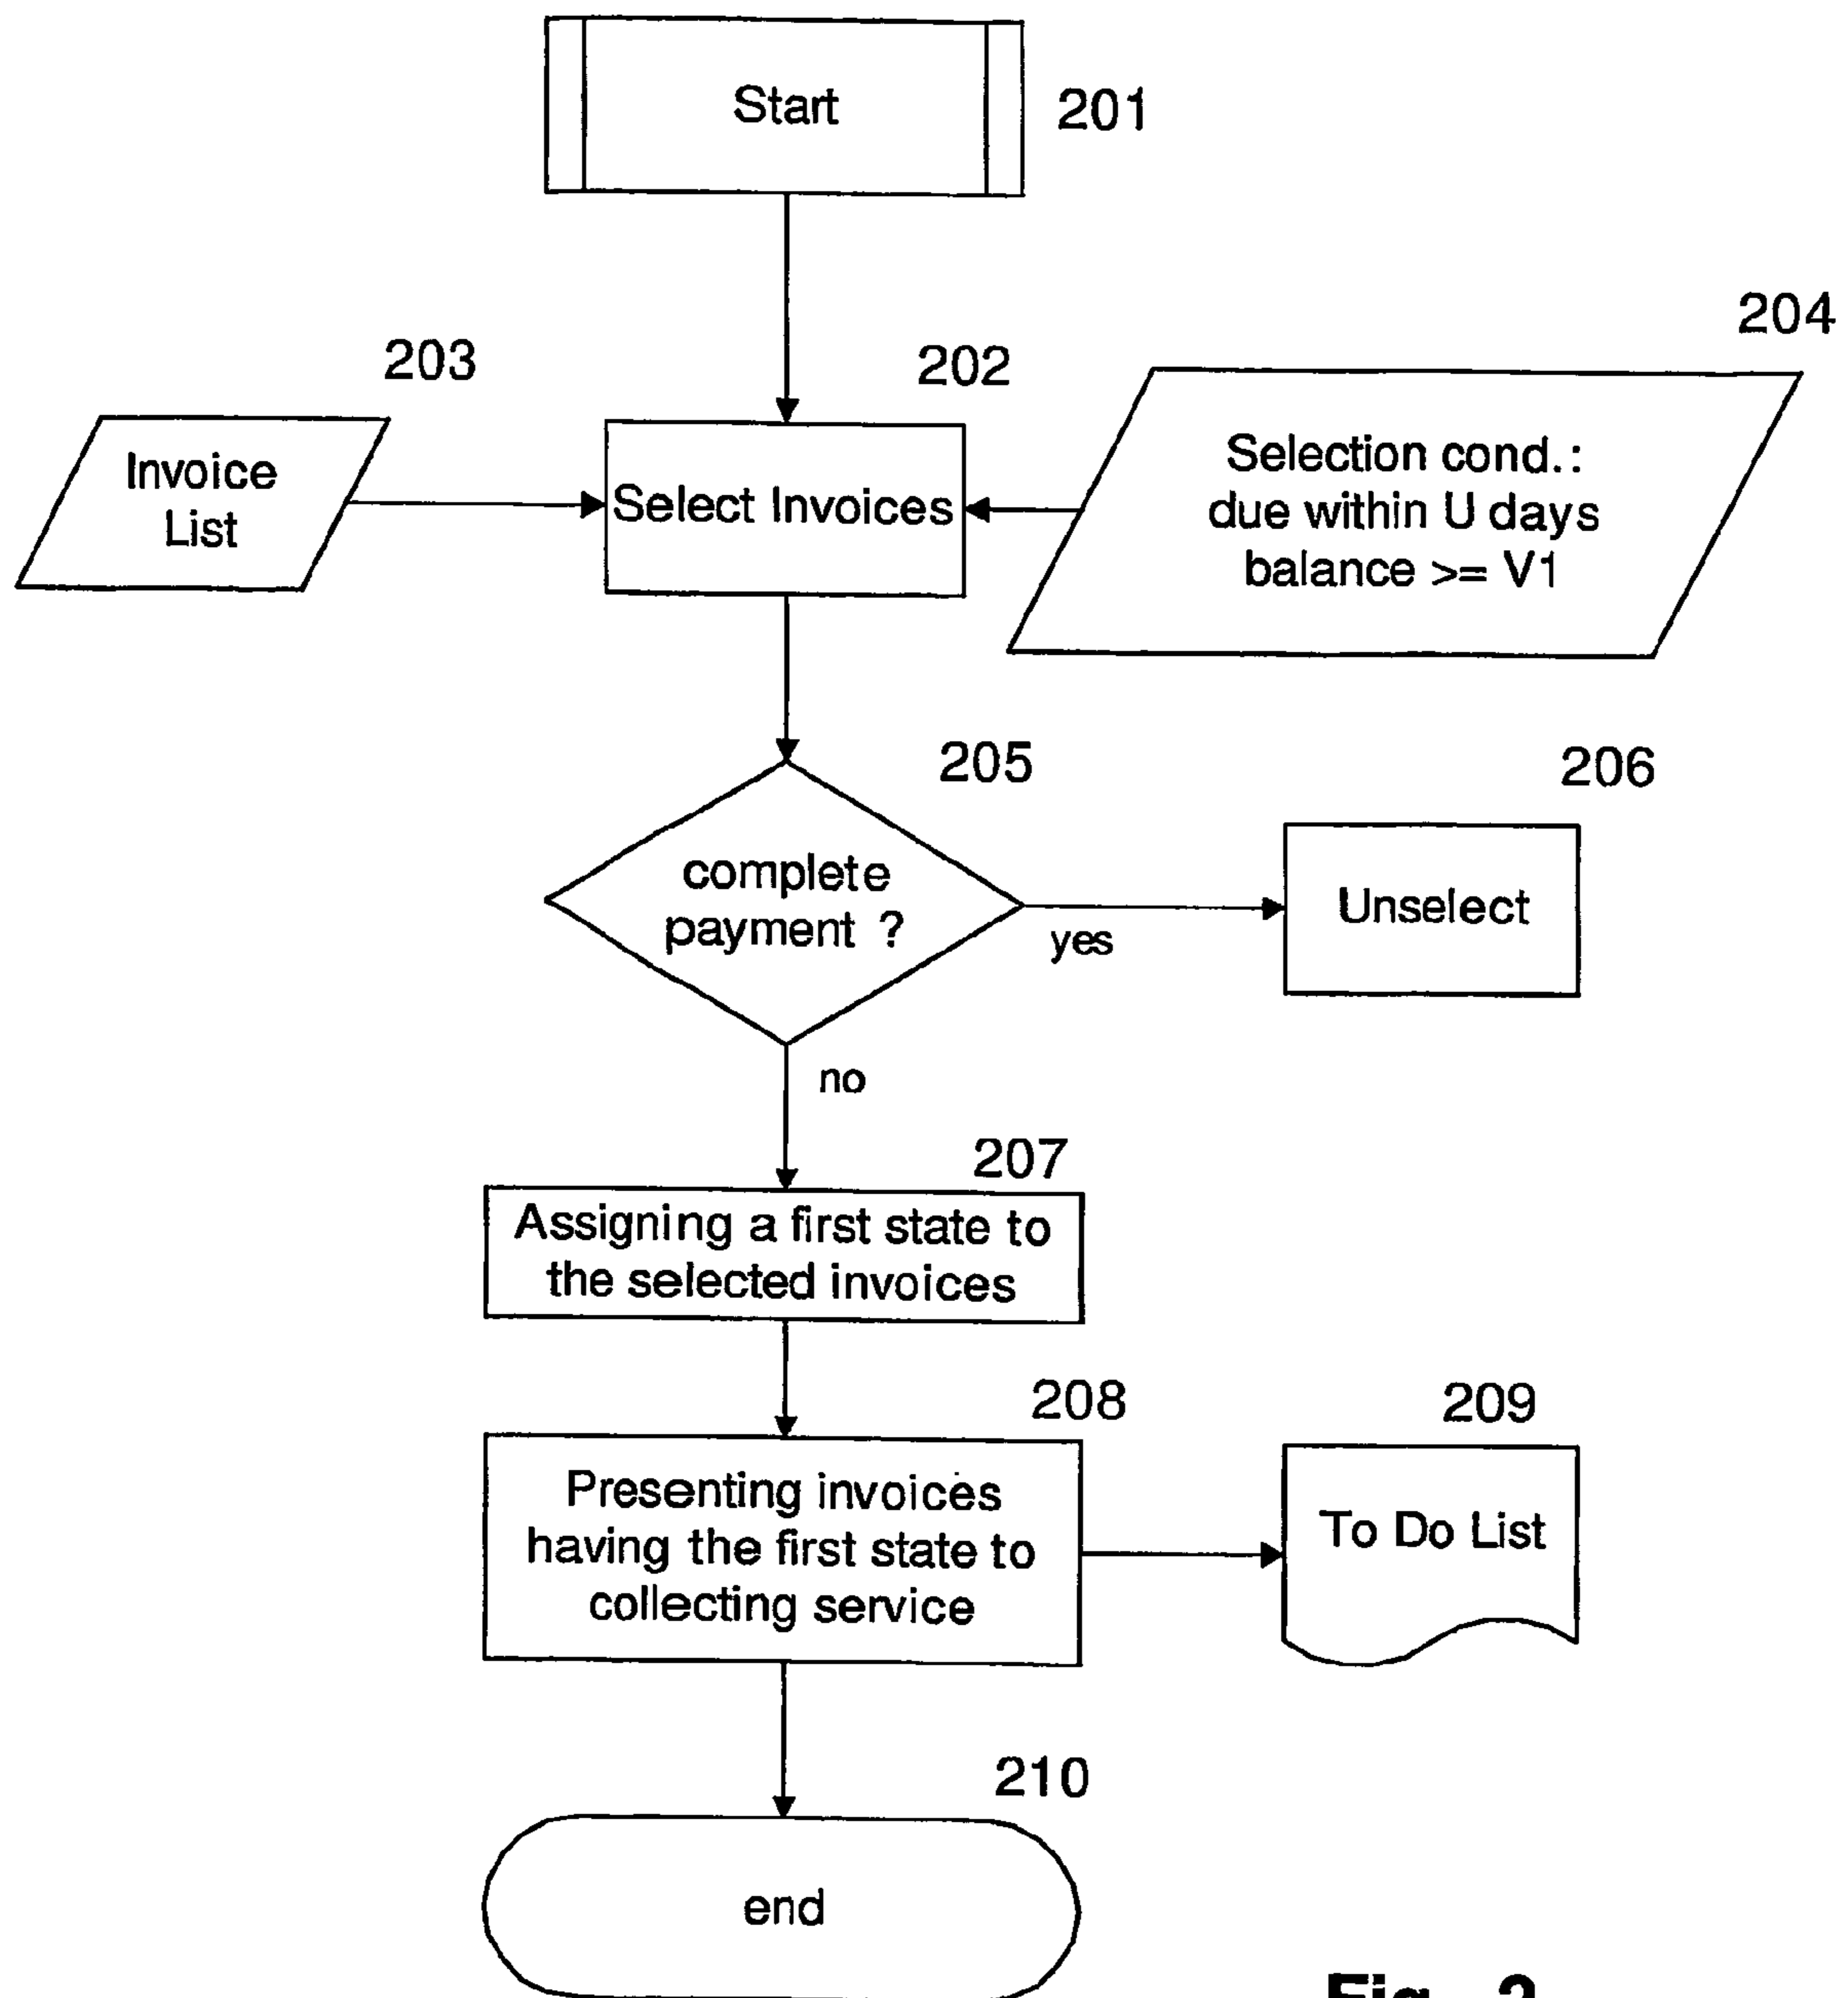 Start
201
204
203
202
Invoice
List
Select Invoices
Selection cond.:
due within U days
balance >= V1
205
206
complete
payment ?
yes
Unselect
no
207
Assigning a first state to
the selected invoices
208
209
Presenting invoices
having the first state to
collecting service
To Do List
210
end